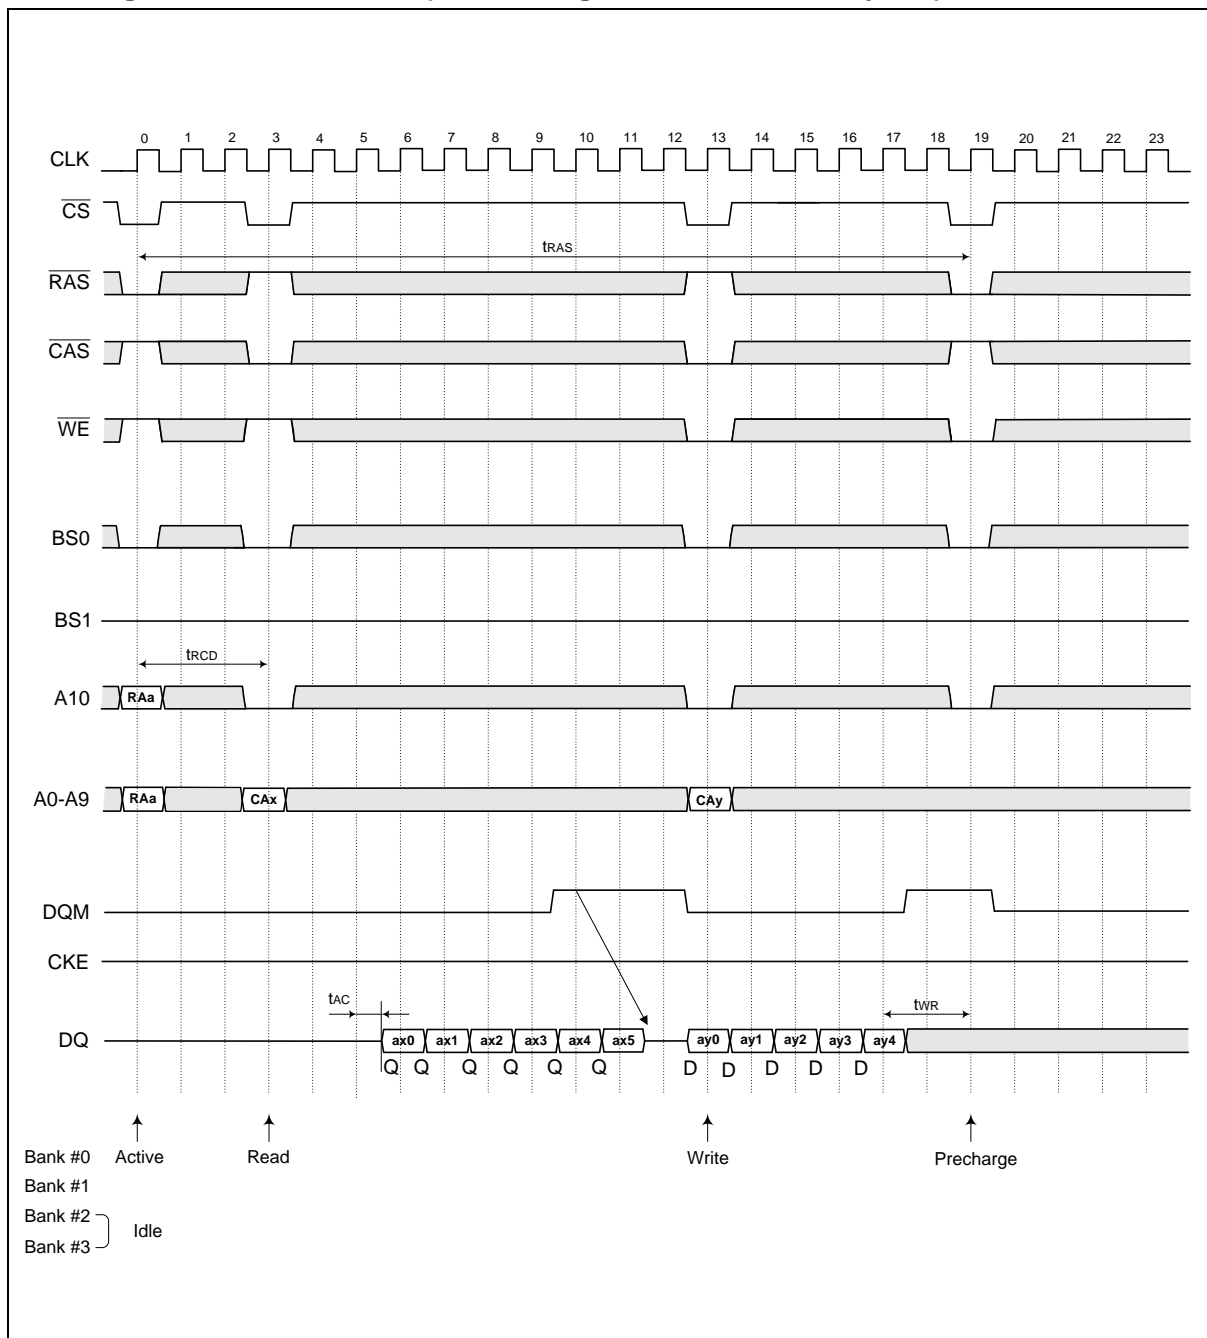 0 1 2 3 4 5 6 7 8 9 10 11 12 13 14 15 16 17 18 19 20 21 22 23
CLK
CS
tRAS
RAS
CAS
WE
BS0
BS1
tRCD
A10 RAa
A0-A9 RAa CAx CAy
DQM
CKE
tAC tWR
DQ ax0 ax1 ax2 ax3 ax4 ax5 ay0 ay1 ay2 ay3 ay4
Q Q Q Q Q Q D D D D D
Bank #0 Active Read Write Precharge
Bank #1
Bank #2
Idle
Bank #3